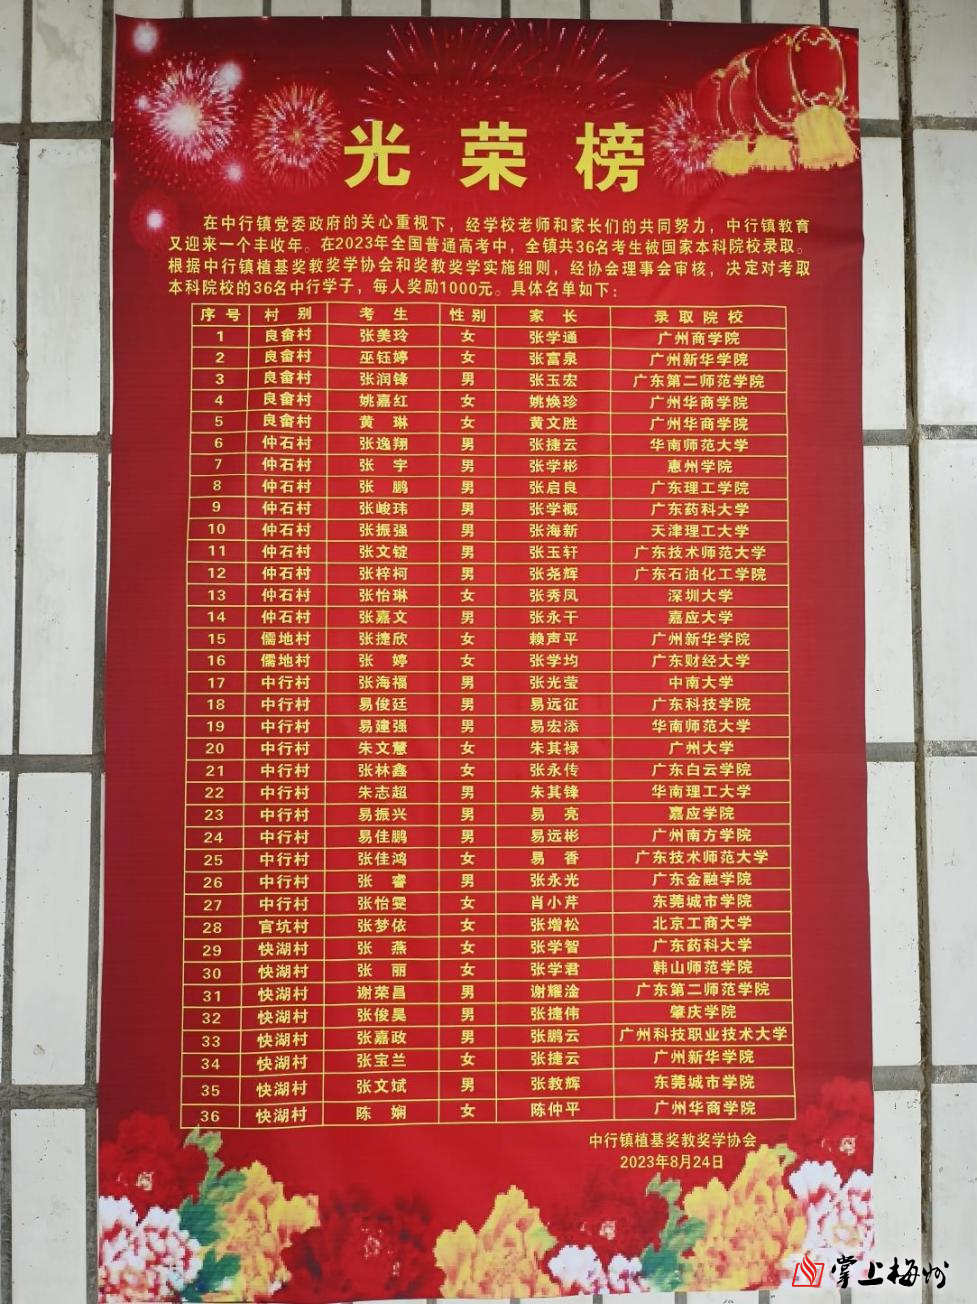 光荣榜
在中行镇党委政府的关心重视下，经学校老师和家长们的共同努力，中行镇教育
又迎来一个丰收年。在2023年全国普通高考中，全镇共36名考生被国家本科院校录取。
根据中行镇植基奖教奖学协会和奖教奖学实施细则，经协会理事会审核，决定对考取
本科院校的36名中行学子，每人奖励1000元。具体名单如下：
序号 村别 考生 性别 家长 录取院校
1 良畲村 张美玲 女 张学通 广州商学院
2 良畲村 巫钰婷 女 张富泉 广州新华学院
3 良畲村 张润锋 男 张玉宏 广东第二师范学院
4 良畲村 姚嘉红 女 姚焕珍 广州华商学院
5 良畲村 黄琳 女 黄文胜 广州华商学院
6 仲石村 张逸翔 男 张捷云 华南师范大学
7 仲石村 张宇 男 张学彬 惠州学院
8 仲石村 张鹏 男 张启良 广东理工学院
9 仲石村 张峻玮 男 张学概 广东药科大学
10 仲石村 张振强 男 张海新 天津理工大学
11 仲石村 张文锭 男 张玉轩 广东技术师范大学
12 仲石村 张梓柯 男 张尧辉 广东石油化工学院
13 仲石村 张怡琳 女 张秀凤 深圳大学
14 仲石村 张嘉文 男 张永干 嘉应大学
15 儒地村 张捷欣 女 赖声平 广州新华学院
16 儒地村 张婷 女 张学均 广东财经大学
17 中行村 张海福 男 张光莹 中南大学
18 中行村 易俊廷 男 易远征 广东科技学院
19 中行村 易建强 男 易宏添 华南师范大学
20 中行村 朱文慧 女 朱其禄 广州大学
21 中行村 张林鑫 女 张永传 广东白云学院
22 中行村 朱志超 男 朱其锋 华南理工大学
23 中行村 易振兴 男 易亮 嘉应学院
24 中行村 易佳鹏 男 易远彬 广州南方学院
25 中行村 张佳鸿 女 易香 广东技术师范大学
26 中行村 张睿 男 张永光 广东金融学院
27 中行村 张怡雯 女 肖小芹 东莞城市学院
28 官坑村 张梦依 女 张增松 北京工商大学
29 快湖村 张燕 女 张学智 广东药科大学
30 快湖村 张丽 女 张学君 韩山师范学院
31 快湖村 谢荣昌 男 谢耀淦 广东第二师范学院
32 快湖村 张俊昊 男 张捷伟 肇庆学院
33 快湖村 张嘉政 男 张鹏云 广州科技职业技术大学
34 快湖村 张宝兰 女 张捷云 广州新华学院
35 快湖村 张文斌 男 张教辉 东莞城市学院
36 快湖村 陈娴 女 陈仲平 广州华商学院
中行镇植基奖教奖学协会
2023年8月24日
掌上梅州